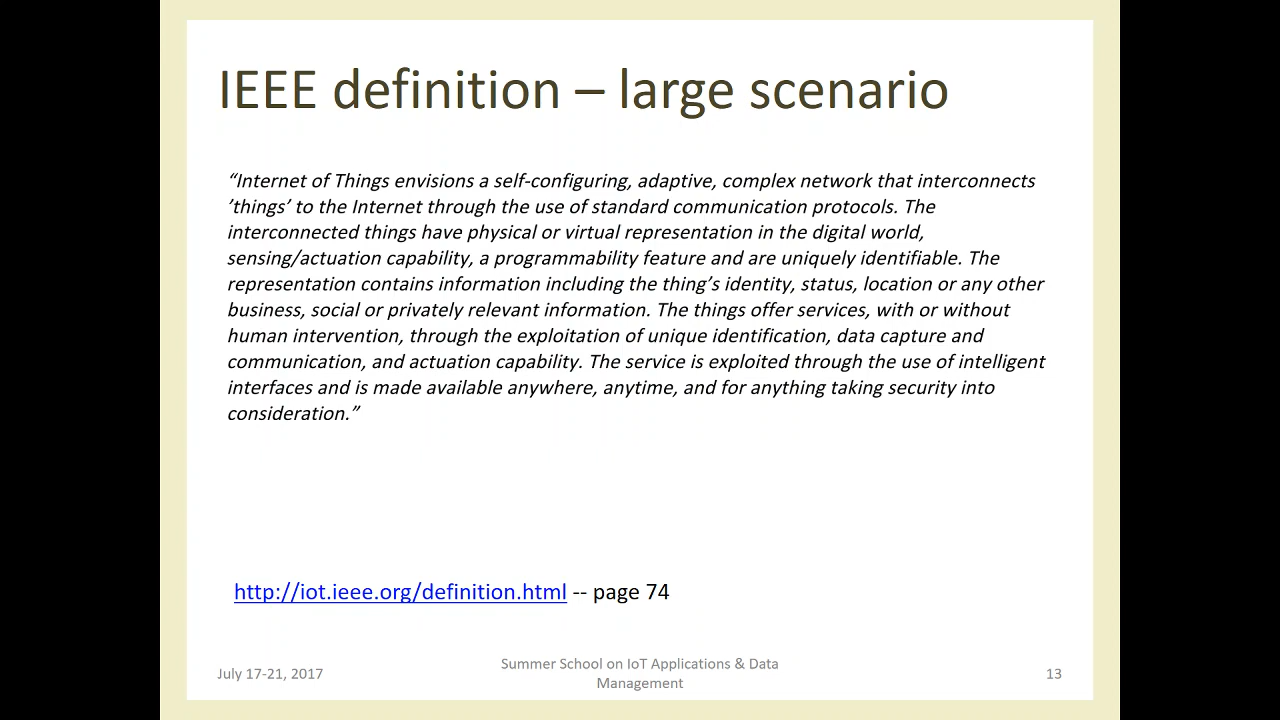 IEEE definition – large scenario
“Internet of Things envisions a self-configuring, adaptive, complex network that interconnects
’things’ to the Internet through the use of standard communication protocols. The
interconnected things have physical or virtual representation in the digital world,
sensing/actuation capability, a programmability feature and are uniquely identifiable. The
representation contains information including the thing’s identity, status, location or any other
business, social or privately relevant information. The things offer services, with or without
human intervention, through the exploitation of unique identification, data capture and
communication, and actuation capability. The service is exploited through the use of intelligent
interfaces and is made available anywhere, anytime, and for anything taking security into
consideration.”
http://iot.ieee.org/definition.html -- page 74
July 17-21, 2017
Summer School on IoT Applications & Data
Management
13